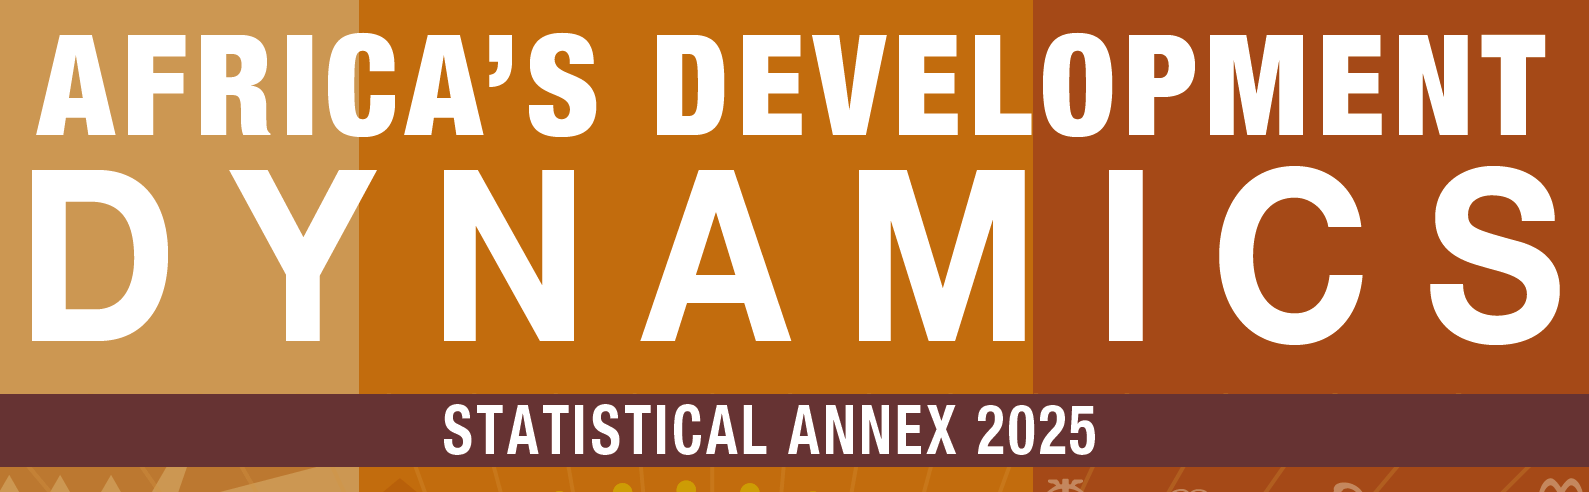 AFRICA’S DEVELOPMENT
DYNAMICS
STATISTICAL ANNEX 2025